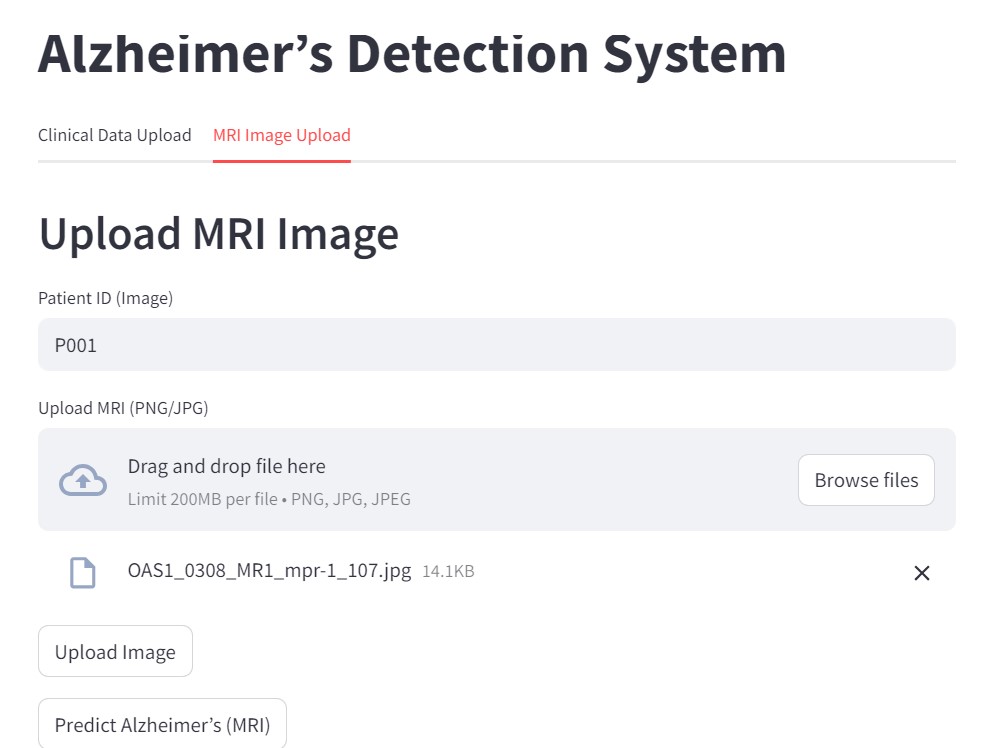 Alzheimer’s Detection System
Clinical Data Upload MRI Image Upload
Upload MRI Image
Patient ID (Image)
P001
Upload MRI (PNG/JPG)
Drag and drop file here
Limit 200MB per file • PNG, JPG, JPEG
Browse files
OAS1_0308_MR1_mpr-1_107.jpg 14.1KB
Upload Image
Predict Alzheimer’s (MRI)